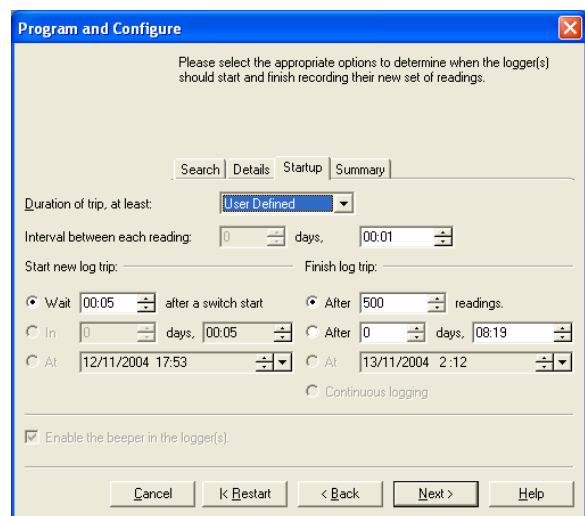 Program and Configure
Please select the appropriate options to determine when the logger(s)
should start and finish recording their new set of readings.
Search Details Startup Summary
Duration of trip, at least: User Defined
Interval between each reading: 0 days, 00:01
Start new log trip: Finish log trip:
Wait 00:05 after a switch start After 500 readings.
In 0 days, 00:05 After 0 days, 08:19
At 12/11/2004 17:53 At 13/11/2004 2:12
Continuous logging
Enable the beeper in the logger(s).
Cancel |< Restart < Back Next > Help